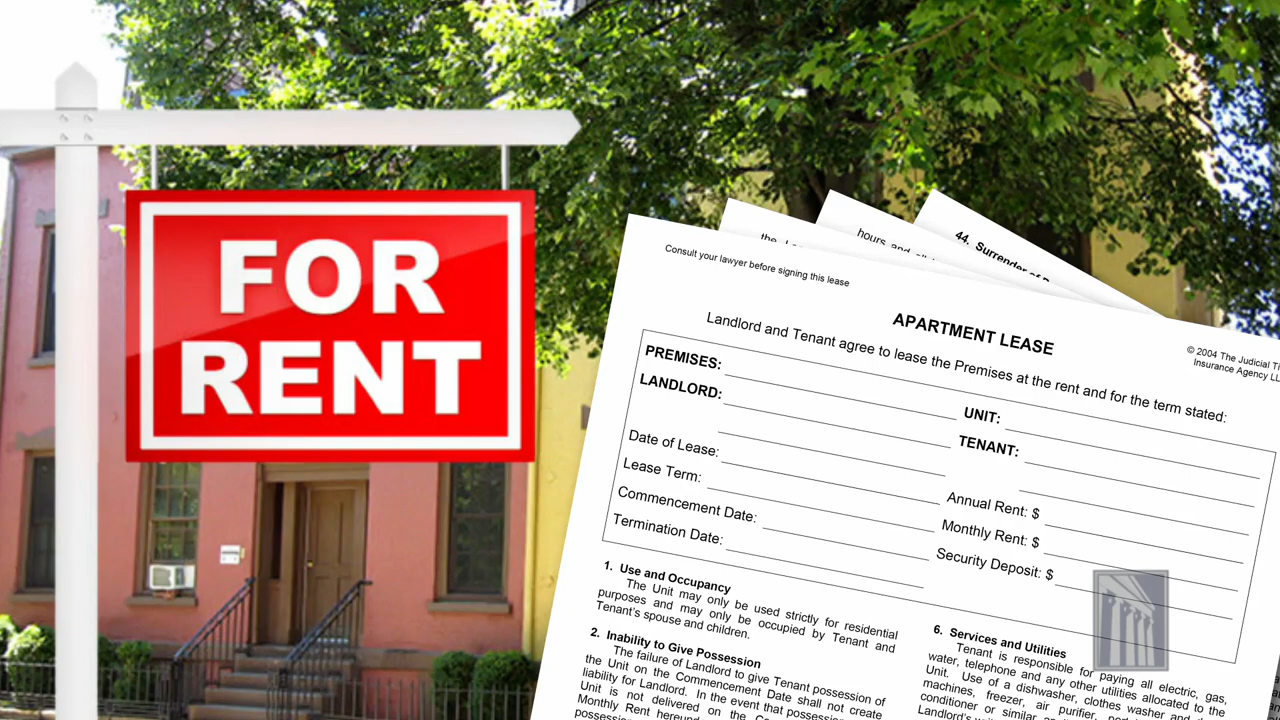 FOR
RENT
the
hours and
44. Surrender of
Consult your lawyer before signing this lease
APARTMENT LEASE
© 2004 The Judicial
Insurance Agency
Landlord and Tenant agree to lease the Premises at the rent and for the term stated:
PREMISES:
UNIT:
LANDLORD:
TENANT:
Date of Lease:
Annual Rent: $
Lease Term:
Monthly Rent: $
Commencement Date:
Security Deposit: $
Termination Date:
1. Use and Occupancy
The Unit may only be used strictly for residential
purposes and may only be occupied by Tenant and
Tenant's spouse and children.
2. Inability to Give Possession
The failure of Landlord to give Tenant possession of
the Unit on the Commencement Date shall not create
liability for Landlord. In the event that possession
Unit is not delivered on the
Monthly Rent hereund
possession
6. Services and Utilities
Tenant is responsible for paying all electric, gas,
water, telephone and any other utilities allocated to the
Unit. Use of a dishwasher, clothes washer and
machines, freezer, air purifier,
conditioner or similar
Landlord's